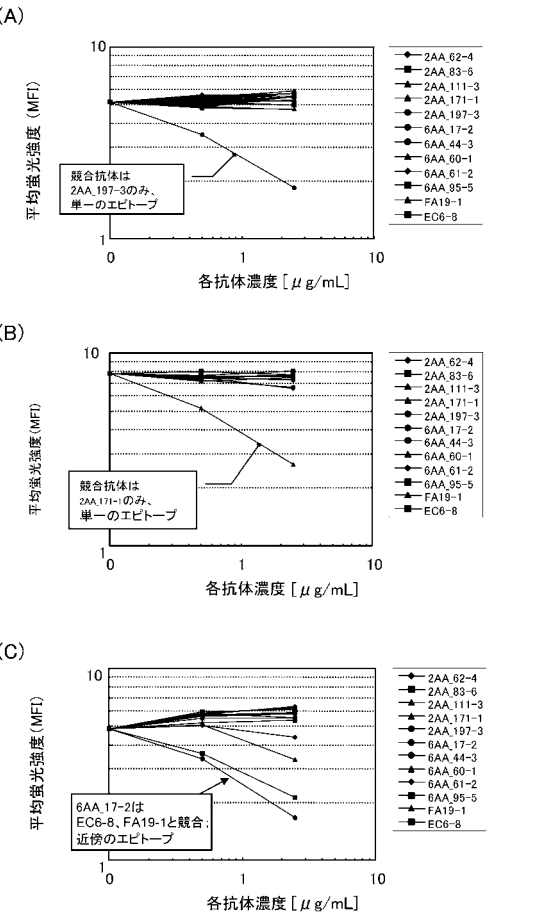 (A)
10
平均蛍光強度 (MFI)
1
0
1
10
各抗体濃度 [μg/mL]
競合抗体は
2AA_197-3のみ、
単一のエピトープ
2AA_62-4
2AA_83-6
2AA_111-3
2AA_171-1
2AA_197-3
6AA_17-2
6AA_44-3
6AA_60-1
6AA_61-2
6AA_95-5
FA19-1
EC6-8
(B)
10
平均蛍光強度 (MFI)
1
0
1
10
各抗体濃度 [μg/mL]
競合抗体は
2AA_171-1のみ、
単一のエピトープ
2AA_62-4
2AA_83-6
2AA_111-3
2AA_171-1
2AA_197-3
6AA_17-2
6AA_44-3
6AA_60-1
6AA_61-2
6AA_95-5
FA19-1
EC6-8
(C)
10
平均蛍光強度 (MFI)
1
0
1
10
各抗体濃度 [μg/mL]
6AA_17-2は
EC6-8、FA19-1と競合;
近傍のエピトープ
2AA_62-4
2AA_83-6
2AA_111-3
2AA_171-1
2AA_197-3
6AA_17-2
6AA_44-3
6AA_60-1
6AA_61-2
6AA_95-5
FA19-1
EC6-8